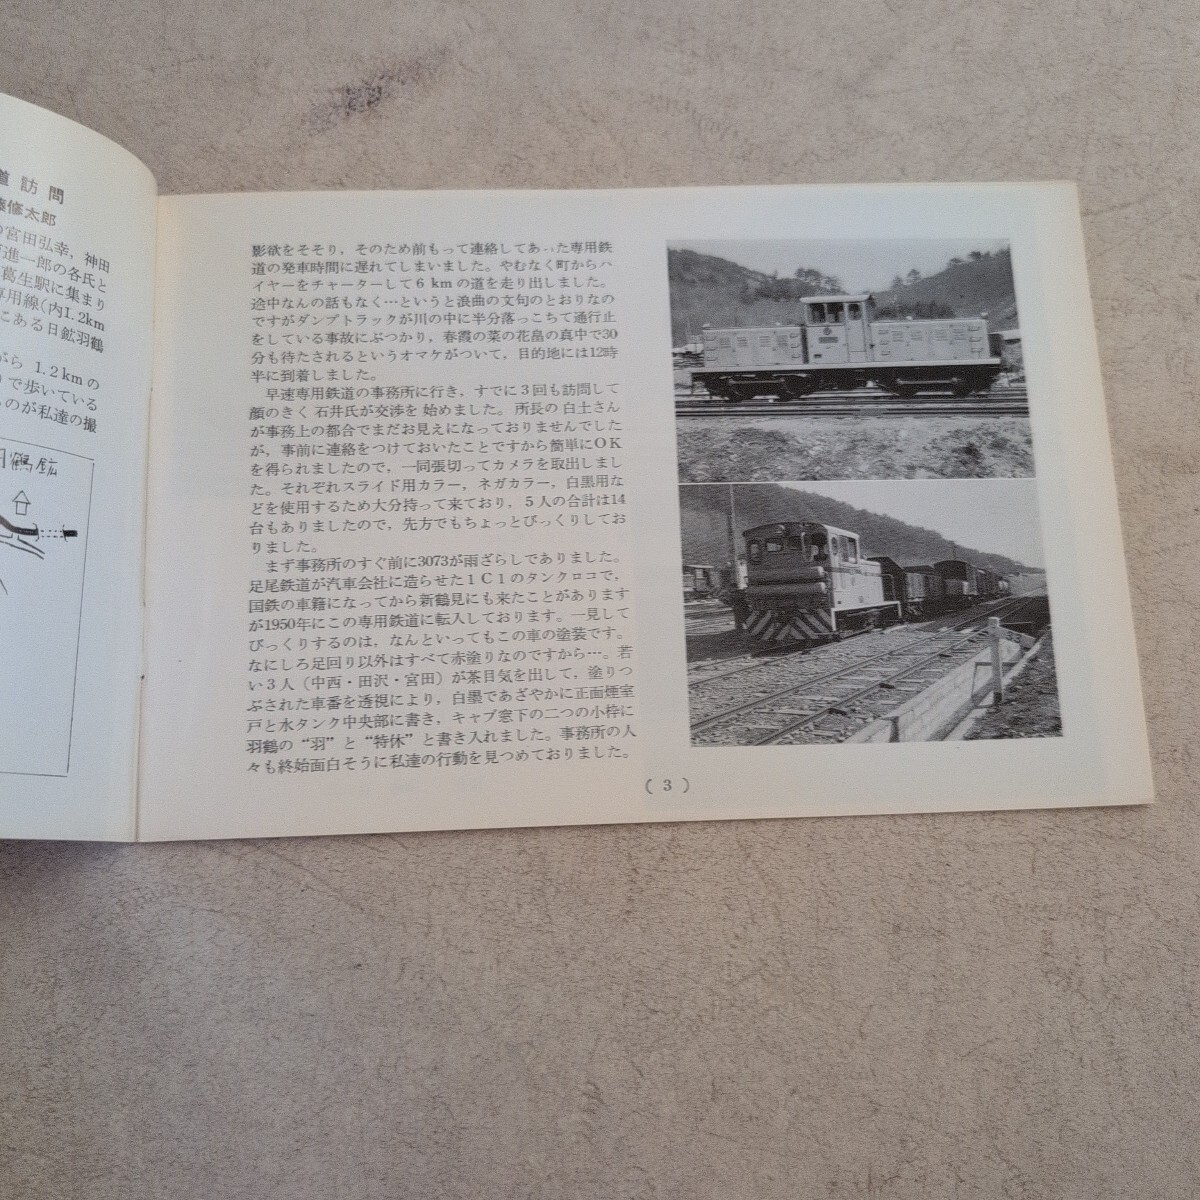 道訪問
藤修太郎
の宮田弘幸，神田
進一郎の各氏と
葛生駅に集まり
専用線(内1.2km
こある日鉱羽鶴
がら 1.2kmの
りで歩いている
ものが私達の撮
羽鶴鉱
影欲をそそり，そのため前もって連絡してあった専用鉄
道の発車時間に遅れてしまいました。やむなく町からハ
イヤーをチャーターして6kmの道を走り出しました。
途中なんの話もなく…というと浪曲の文句のとおりなの
ですがダンプトラックが川の中に半分落っこちて通行止
をしている事故にぶつかり，春霞の菜の花畠の真中で30
分も待たされるというオマケがついて，目的地には12時
半に到着しました。
早速専用鉄道の事務所に行き，すでに3回も訪問して
顔のきく石井氏が交渉を始めました。所長の白土さん
が事務上の都合でまだお見えになっておりませんでした
が，事前に連絡をつけておいたことですから簡単にOK
を得られましたので，一同張切ってカメラを取出しまし
た。それぞれスライド用カラー，ネガカラー，白黒用な
どを使用するため大分持って来ており，5人の合計は14
台もありましたので，先方でもちょっとびっくりしてお
りました。
まず事務所のすぐ前に3073が雨ざらしでありました。
足尾鉄道が汽車会社に造らせた1C1のタンクロコで，
国鉄の車籍になってから新鶴見にも来たことがあります
が1950年にこの専用鉄道に転入しております。一見して
びっくりするのは，なんといってもこの車の塗装です。
なにしろ足回り以外はすべて赤塗りなのですから…。若
い3人（中西・田沢・宮田）が茶目気を出して，塗りつ
ぶされた車番を透視により，白墨であざやかに正面煙室
戸と水タンク中央部に書き，キャブ窓下の二つの小枠に
羽鶴の“羽”と“特休”と書き入れました。事務所の人
々も終始面白そうに私達の行動を見つめておりました。
33
( 3 )